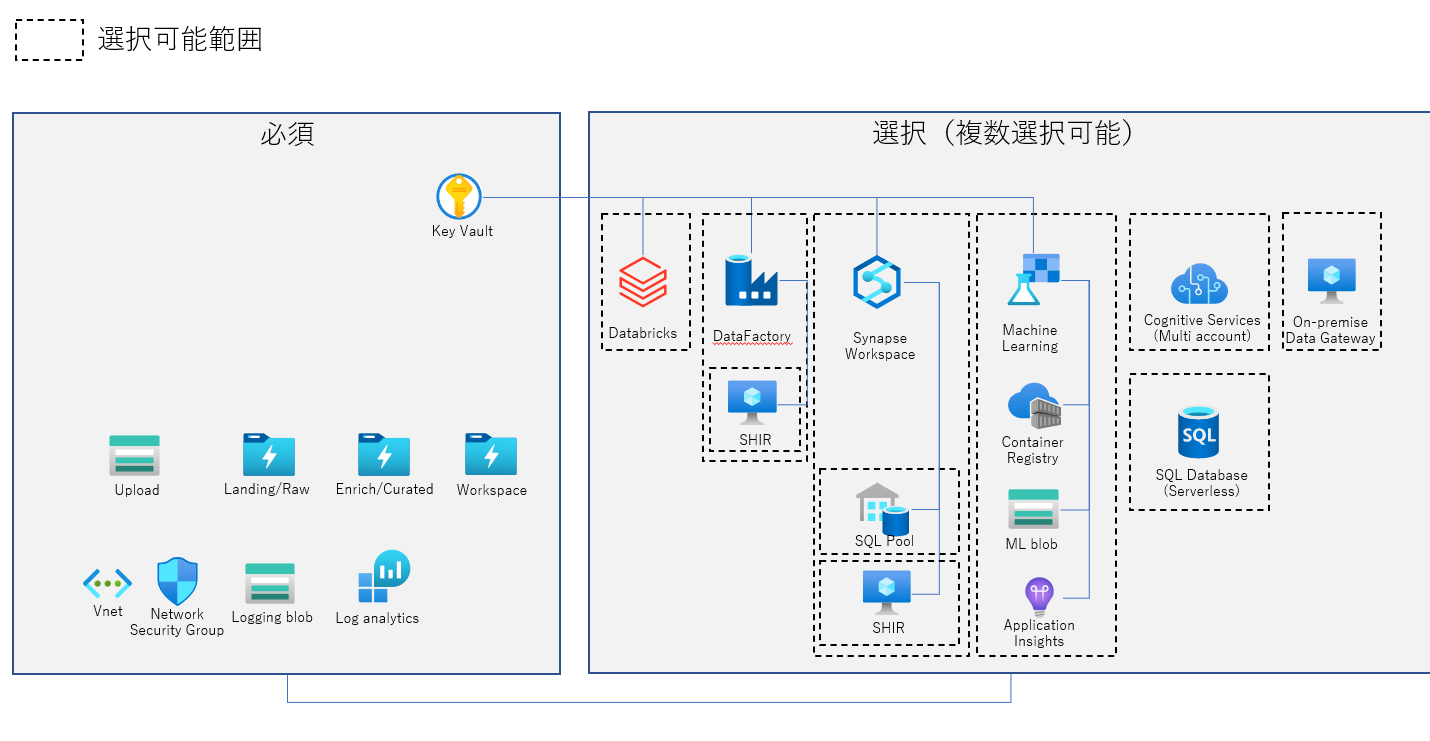 選択可能範囲
必須
Key Vault
Upload
Landing/Raw
Enrich/Curated
Workspace
Vnet
Network
Security Group
Logging blob
Log analytics
選択（複数選択可能）
Databricks
DataFactory
SHIR
Synapse
Workspace
SQL Pool
SHIR
Machine
Learning
Container
Registry
ML blob
Application
Insights
Cognitive Services
(Multi account)
SQL
SQL Database
(Serverless)
On-premise
Data Gateway